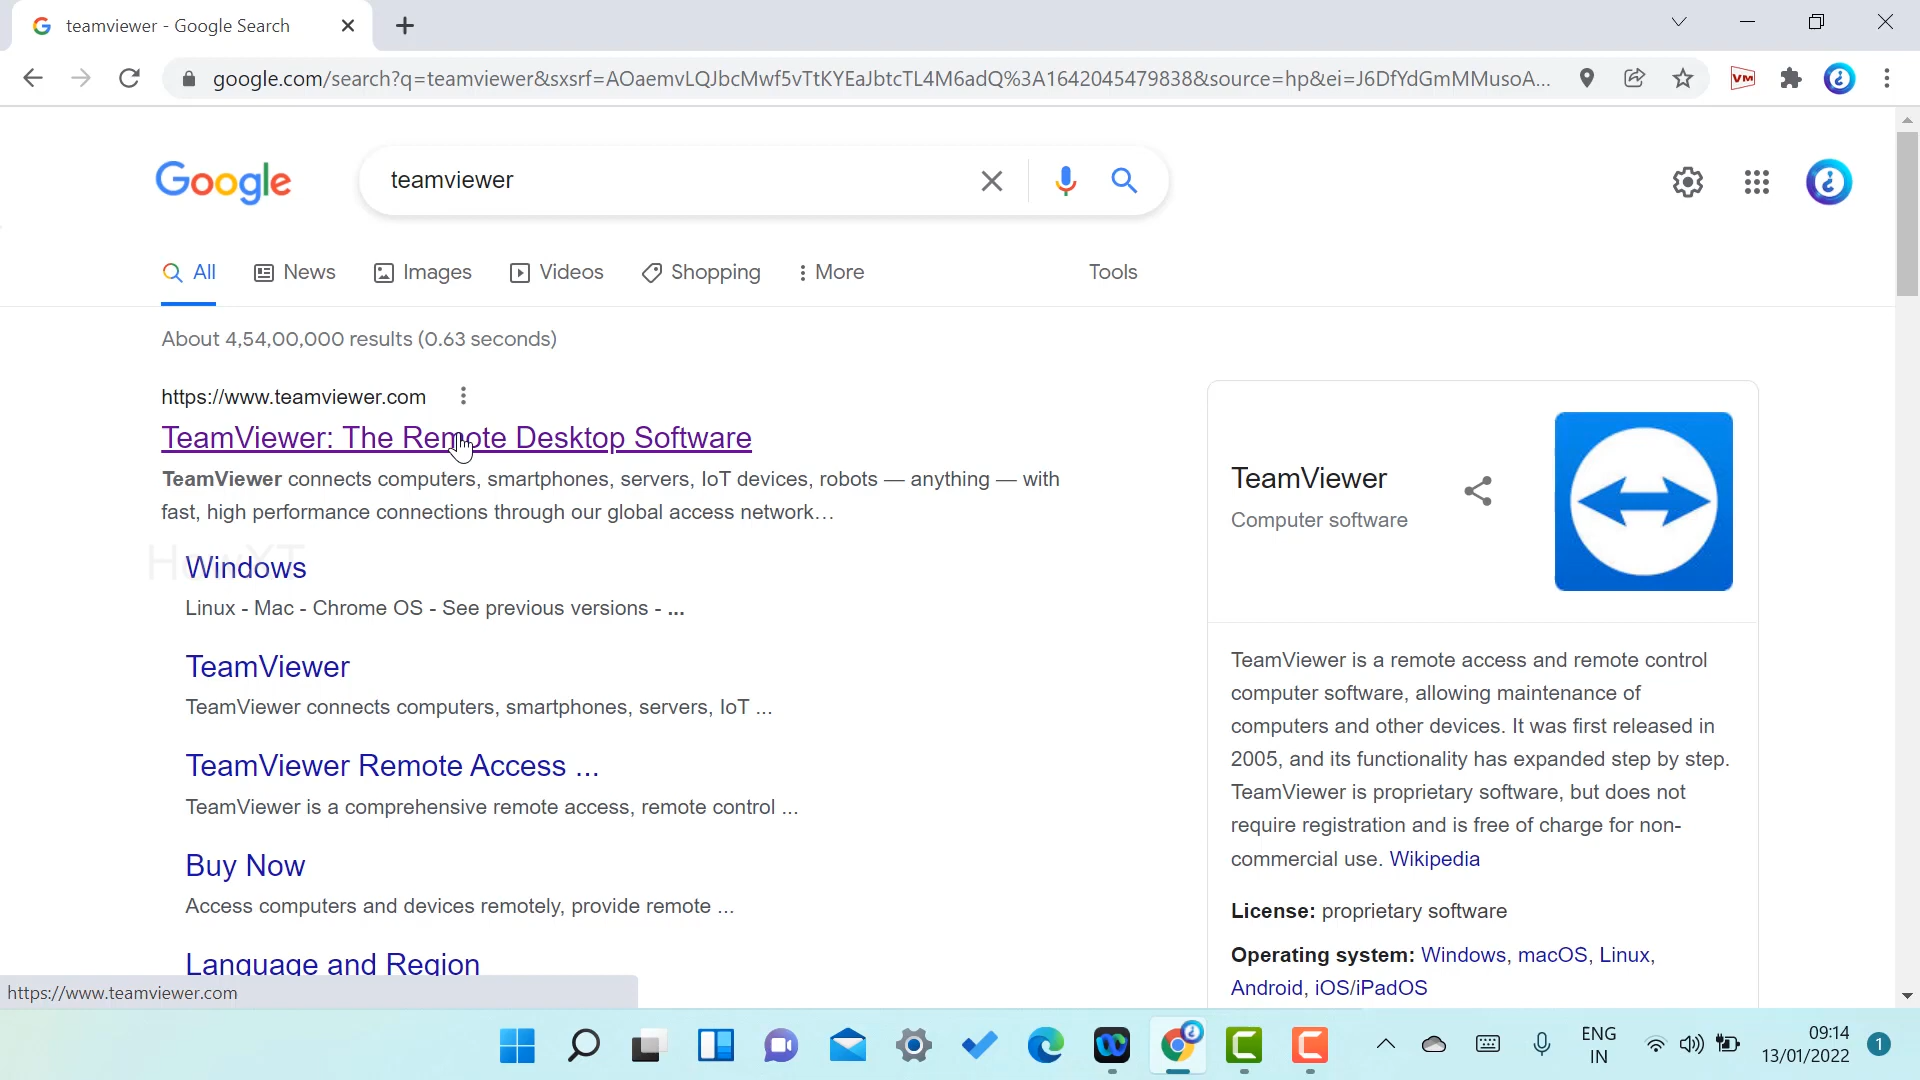 teamviewer - Google Search
google.com/search?q=teamviewer&sxsrf=AOaemvLQJbcMwf5vTtKYEaJbtcTL4M6adQ%3A1642045479838&source=hp&ei=J6DfYdGmMMusoA...
VM
Google
teamviewer
All News Images Videos Shopping More Tools
About 4,54,00,000 results (0.63 seconds)
https://www.teamviewer.com
TeamViewer: The Remote Desktop Software
TeamViewer connects computers, smartphones, servers, IoT devices, robots — anything — with
fast, high performance connections through our global access network...
HowXT
Windows
Linux - Mac - Chrome OS - See previous versions - ...
TeamViewer
TeamViewer connects computers, smartphones, servers, IoT ...
TeamViewer Remote Access ...
TeamViewer is a comprehensive remote access, remote control ...
Buy Now
Access computers and devices remotely, provide remote ...
Language and Region
TeamViewer
Computer software
TeamViewer is a remote access and remote control
computer software, allowing maintenance of
computers and other devices. It was first released in
2005, and its functionality has expanded step by step.
TeamViewer is proprietary software, but does not
require registration and is free of charge for non-
commercial use. Wikipedia
License: proprietary software
Operating system: Windows, macOS, Linux,
Android, iOS/iPadOS
https://www.teamviewer.com
ENG
IN
09:14
13/01/2022
1